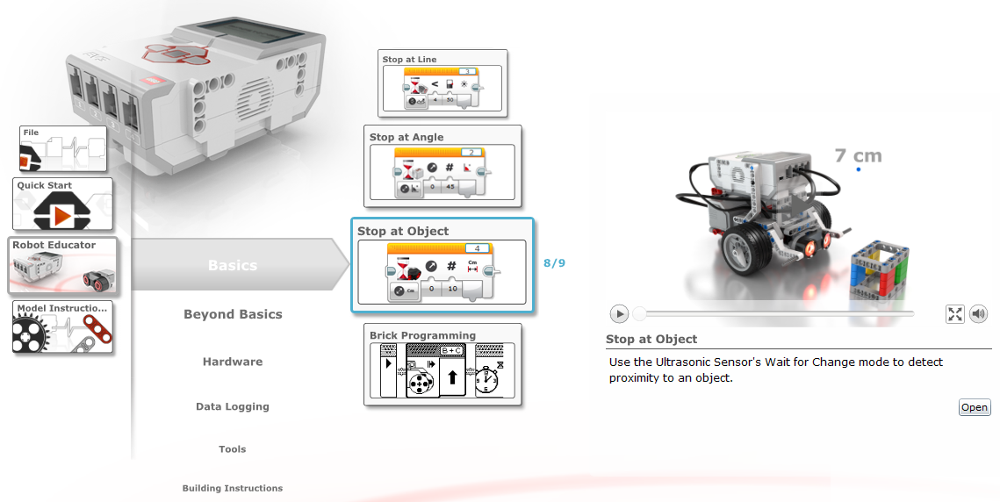 File
Quick Start
Robot Educator
Model Instructio...
Basics
Beyond Basics
Hardware
Data Logging
Tools
Building Instructions
Stop at Line
3
<
4 50
Stop at Angle
2
#
0 45
Stop at Object
4
# Cm
Cm 0 10
8/9
Brick Programming
B + C
7 cm
Stop at Object
Use the Ultrasonic Sensor's Wait for Change mode to detect
proximity to an object.
Open